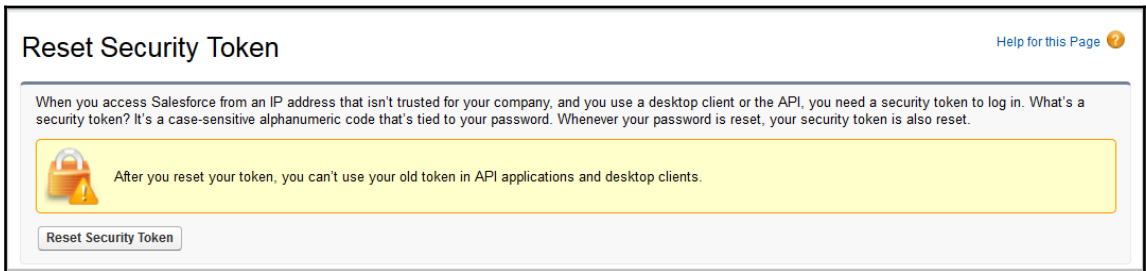 Reset Security Token
Help for this Page ?
When you access Salesforce from an IP address that isn't trusted for your company, and you use a desktop client or the API, you need a security token to log in. What's a
security token? It's a case-sensitive alphanumeric code that's tied to your password. Whenever your password is reset, your security token is also reset.
After you reset your token, you can't use your old token in API applications and desktop clients.
Reset Security Token